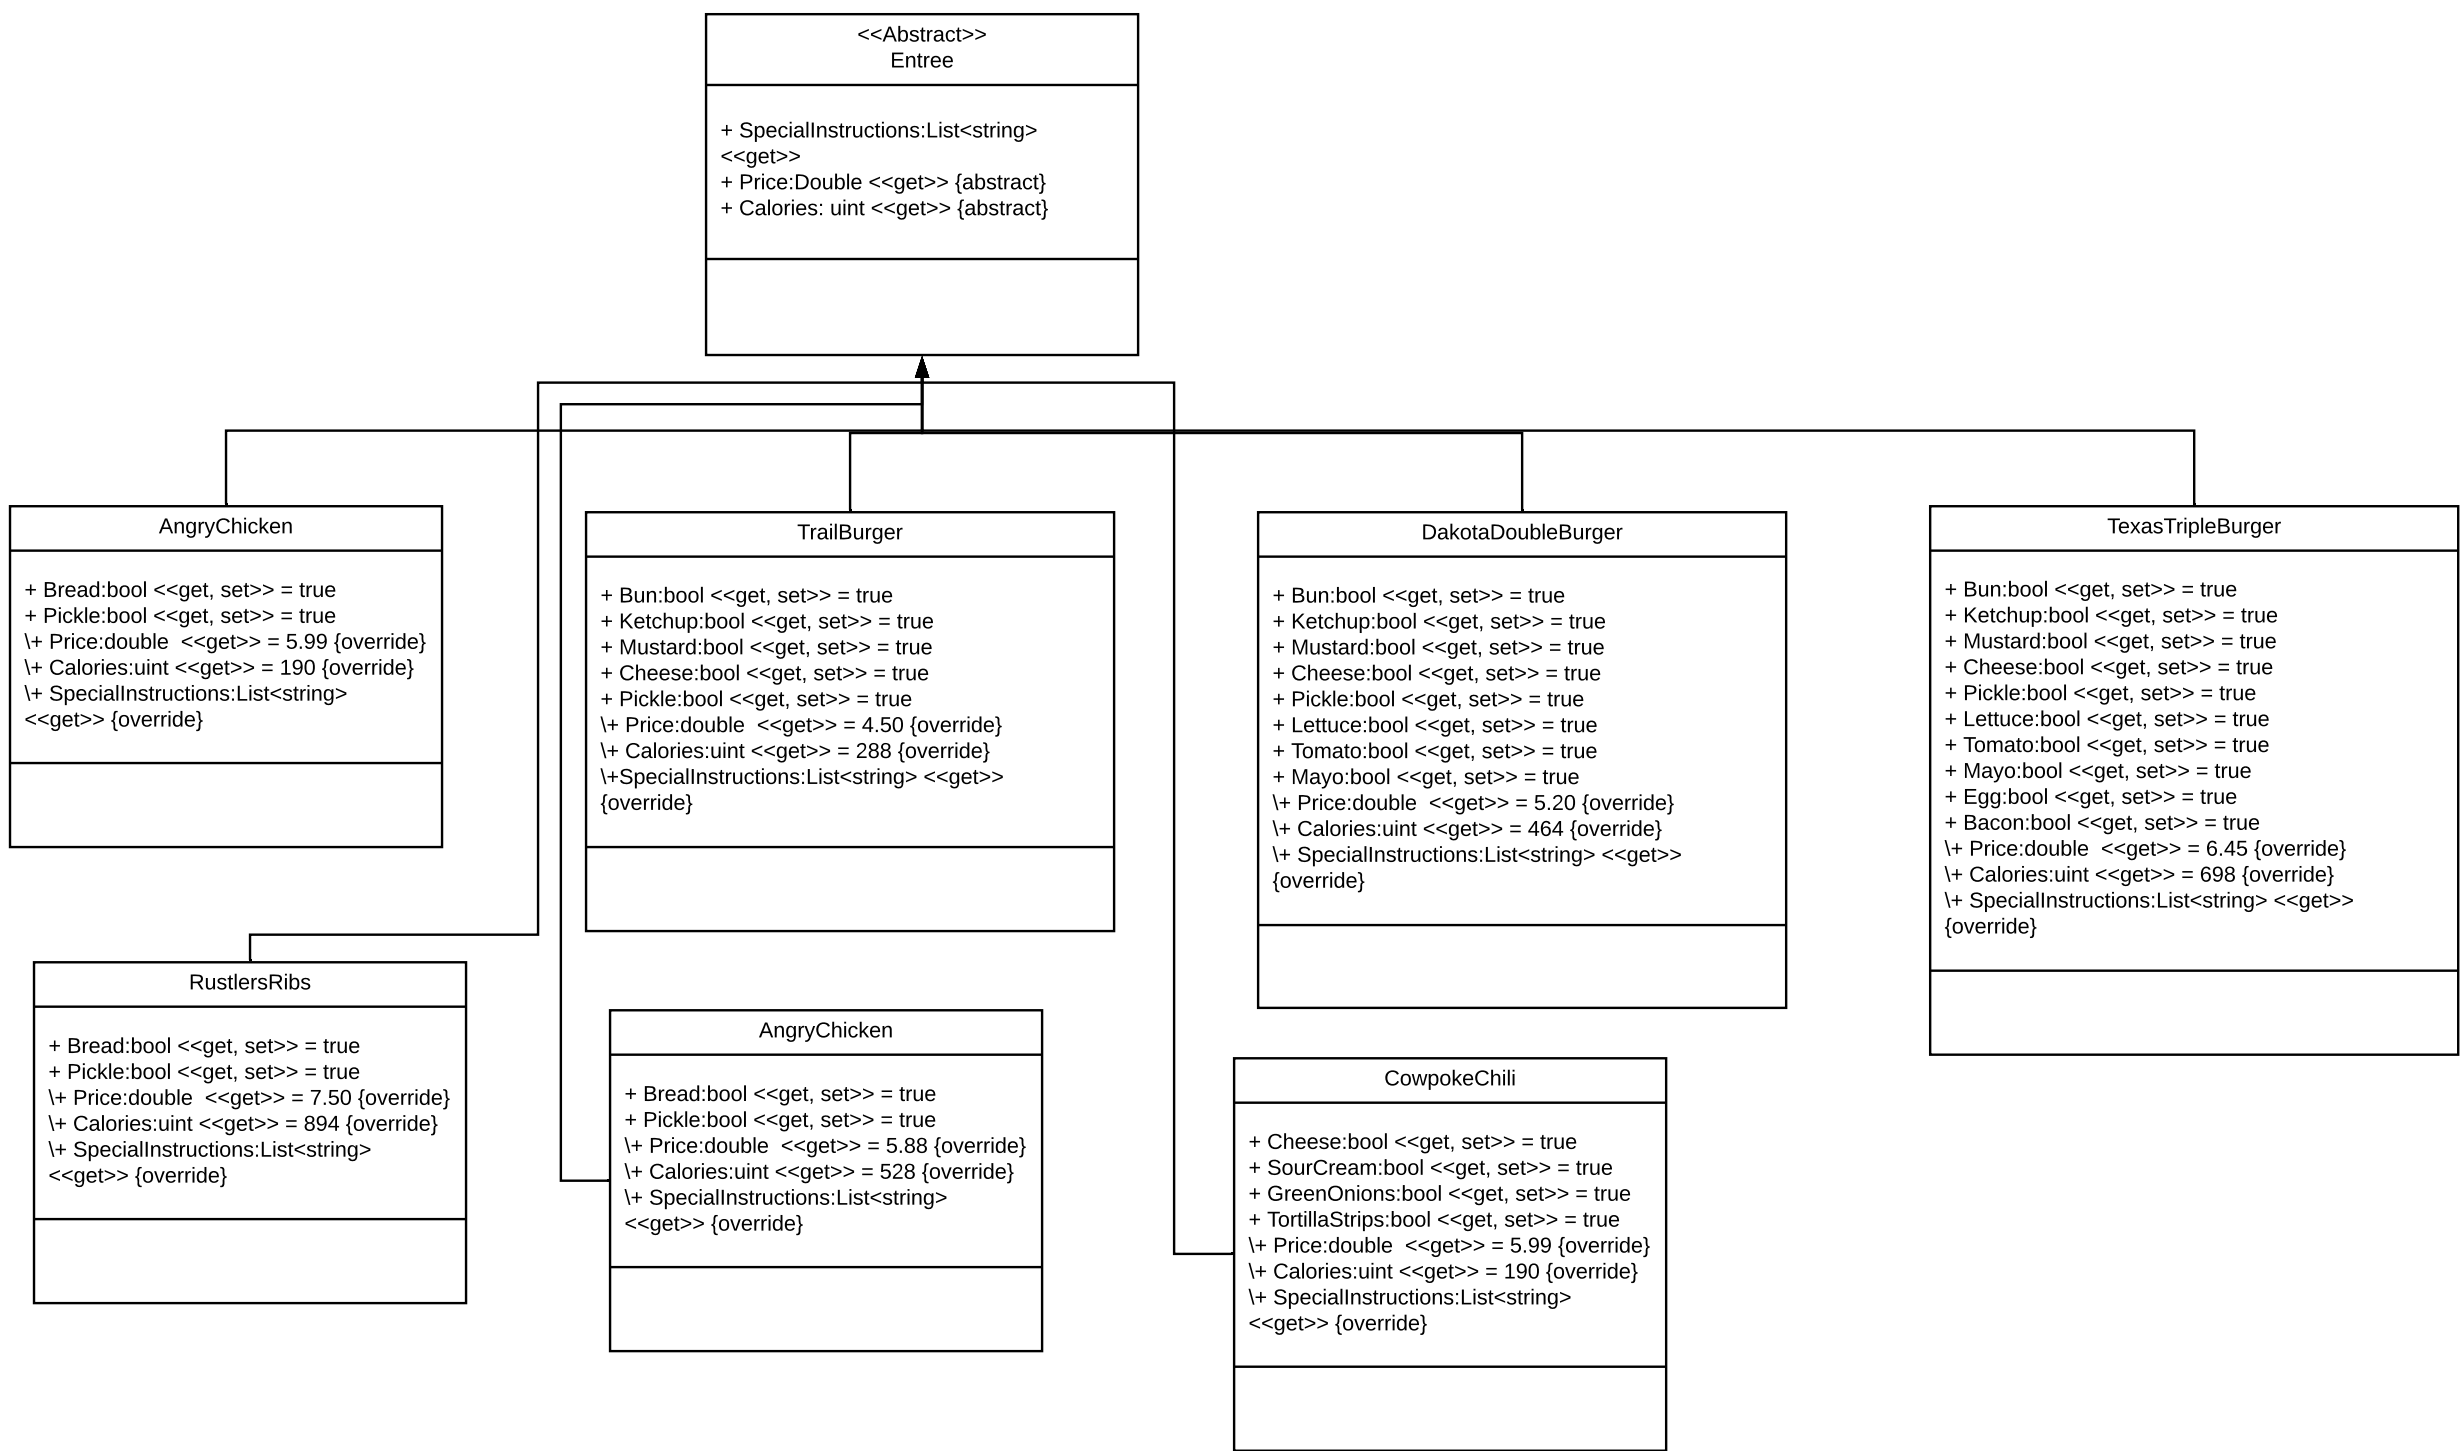 <<Abstract>>
Entree
+ SpecialInstructions:List<string>
<<get>>
+ Price:Double <<get>> {abstract}
+ Calories: uint <<get>> {abstract}
AngryChicken
+ Bread:bool <<get, set>> = true
+ Pickle:bool <<get, set>> = true
\+ Price:double  <<get>> = 5.99 {override}
\+ Calories:uint <<get>> = 190 {override}
\+ SpecialInstructions:List<string>
<<get>> {override}
TrailBurger
+ Bun:bool <<get, set>> = true
+ Ketchup:bool <<get, set>> = true
+ Mustard:bool <<get, set>> = true
+ Cheese:bool <<get, set>> = true
+ Pickle:bool <<get, set>> = true
\+ Price:double  <<get>> = 4.50 {override}
\+ Calories:uint <<get>> = 288 {override}
\+SpecialInstructions:List<string> <<get>>
{override}
DakotaDoubleBurger
+ Bun:bool <<get, set>> = true
+ Ketchup:bool <<get, set>> = true
+ Mustard:bool <<get, set>> = true
+ Cheese:bool <<get, set>> = true
+ Pickle:bool <<get, set>> = true
+ Lettuce:bool <<get, set>> = true
+ Tomato:bool <<get, set>> = true
+ Mayo:bool <<get, set>> = true
\+ Price:double  <<get>> = 5.20 {override}
\+ Calories:uint <<get>> = 464 {override}
\+ SpecialInstructions:List<string> <<get>>
{override}
TexasTripleBurger
+ Bun:bool <<get, set>> = true
+ Ketchup:bool <<get, set>> = true
+ Mustard:bool <<get, set>> = true
+ Cheese:bool <<get, set>> = true
+ Pickle:bool <<get, set>> = true
+ Lettuce:bool <<get, set>> = true
+ Tomato:bool <<get, set>> = true
+ Mayo:bool <<get, set>> = true
+ Egg:bool <<get, set>> = true
+ Bacon:bool <<get, set>> = true
\+ Price:double  <<get>> = 6.45 {override}
\+ Calories:uint <<get>> = 698 {override}
\+ SpecialInstructions:List<string> <<get>>
{override}
RustlersRibs
+ Bread:bool <<get, set>> = true
+ Pickle:bool <<get, set>> = true
\+ Price:double  <<get>> = 7.50 {override}
\+ Calories:uint <<get>> = 894 {override}
\+ SpecialInstructions:List<string>
<<get>> {override}
AngryChicken
+ Bread:bool <<get, set>> = true
+ Pickle:bool <<get, set>> = true
\+ Price:double  <<get>> = 5.88 {override}
\+ Calories:uint <<get>> = 528 {override}
\+ SpecialInstructions:List<string>
<<get>> {override}
CowpokeChili
+ Cheese:bool <<get, set>> = true
+ SourCream:bool <<get, set>> = true
+ GreenOnions:bool <<get, set>> = true
+ TortillaStrips:bool <<get, set>> = true
\+ Price:double  <<get>> = 5.99 {override}
\+ Calories:uint <<get>> = 190 {override}
\+ SpecialInstructions:List<string>
<<get>> {override}